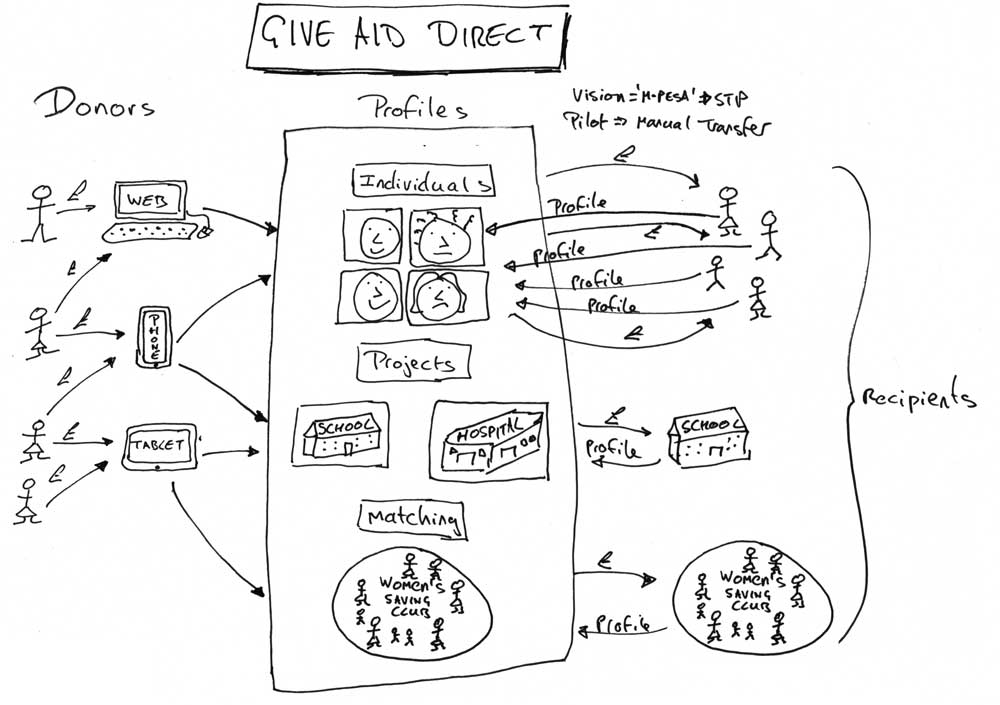 GIVE AID DIRECT
Donors
Profiles
Vision='M-PESA' => STP
Pilot => Manual Transfer
Individuals
£
WEB
£
£
PHONE
£
£
TABLET
£
£
Profile
£
Profile
Profile
Profile
£
Projects
SCHOOL
HOSPITAL
£
Profile
SCHOOL
Recipients
Matching
WOMEN'S
SAVING
CLUB
£
Profile
WOMEN'S
SAVING
CLUB